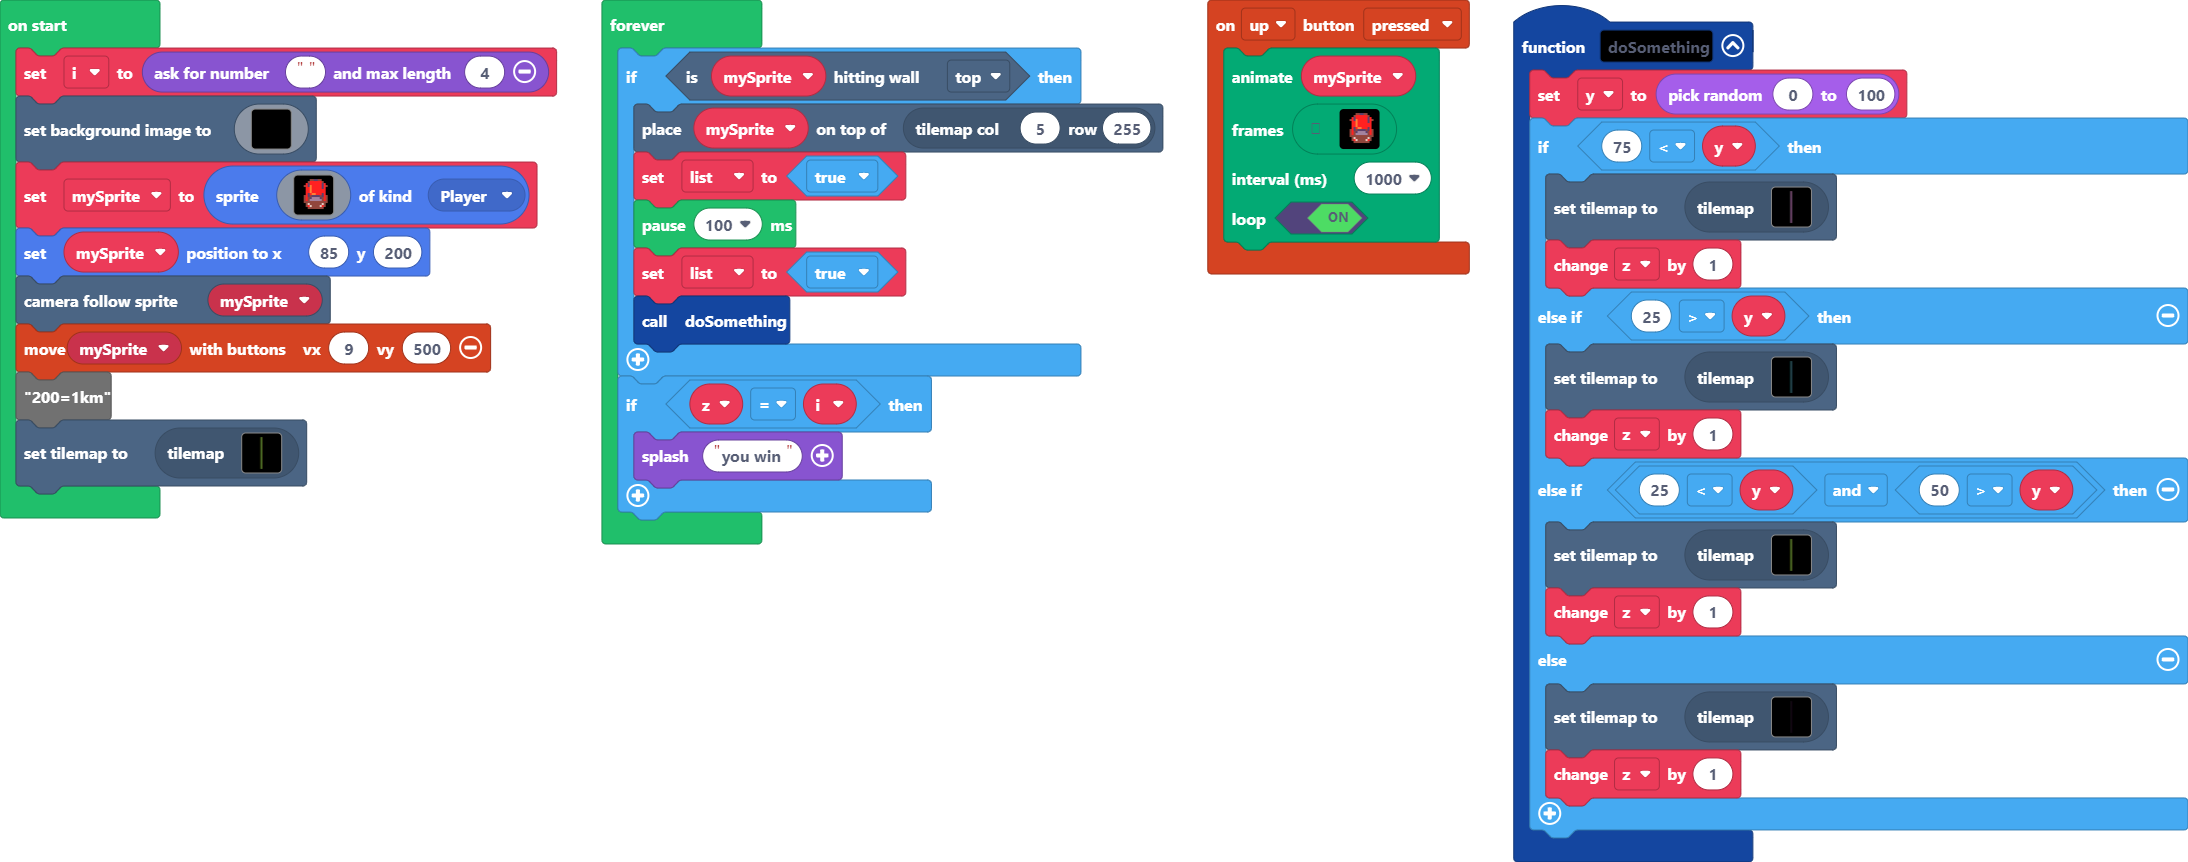 on start
set i to ask for number " " and max length 4
set background image to
set mySprite to sprite of kind Player
set mySprite position to x 85 y 200
camera follow sprite mySprite
move mySprite with buttons vx 9 vy 500
"200=1km"
set tilemap to tilemap
forever
if is mySprite hitting wall top then
place mySprite on top of tilemap col 5 row 255
set list to true
pause 100 ms
set list to true
call doSomething
if z = i then
splash "you win "
on up button pressed
animate mySprite
frames
interval (ms) 1000
loop ON
function doSomething
set y to pick random 0 to 100
if 75 < y then
set tilemap to tilemap
change z by 1
else if 25 > y then
set tilemap to tilemap
change z by 1
else if 25 < y and 50 > y then
set tilemap to tilemap
change z by 1
else
set tilemap to tilemap
change z by 1